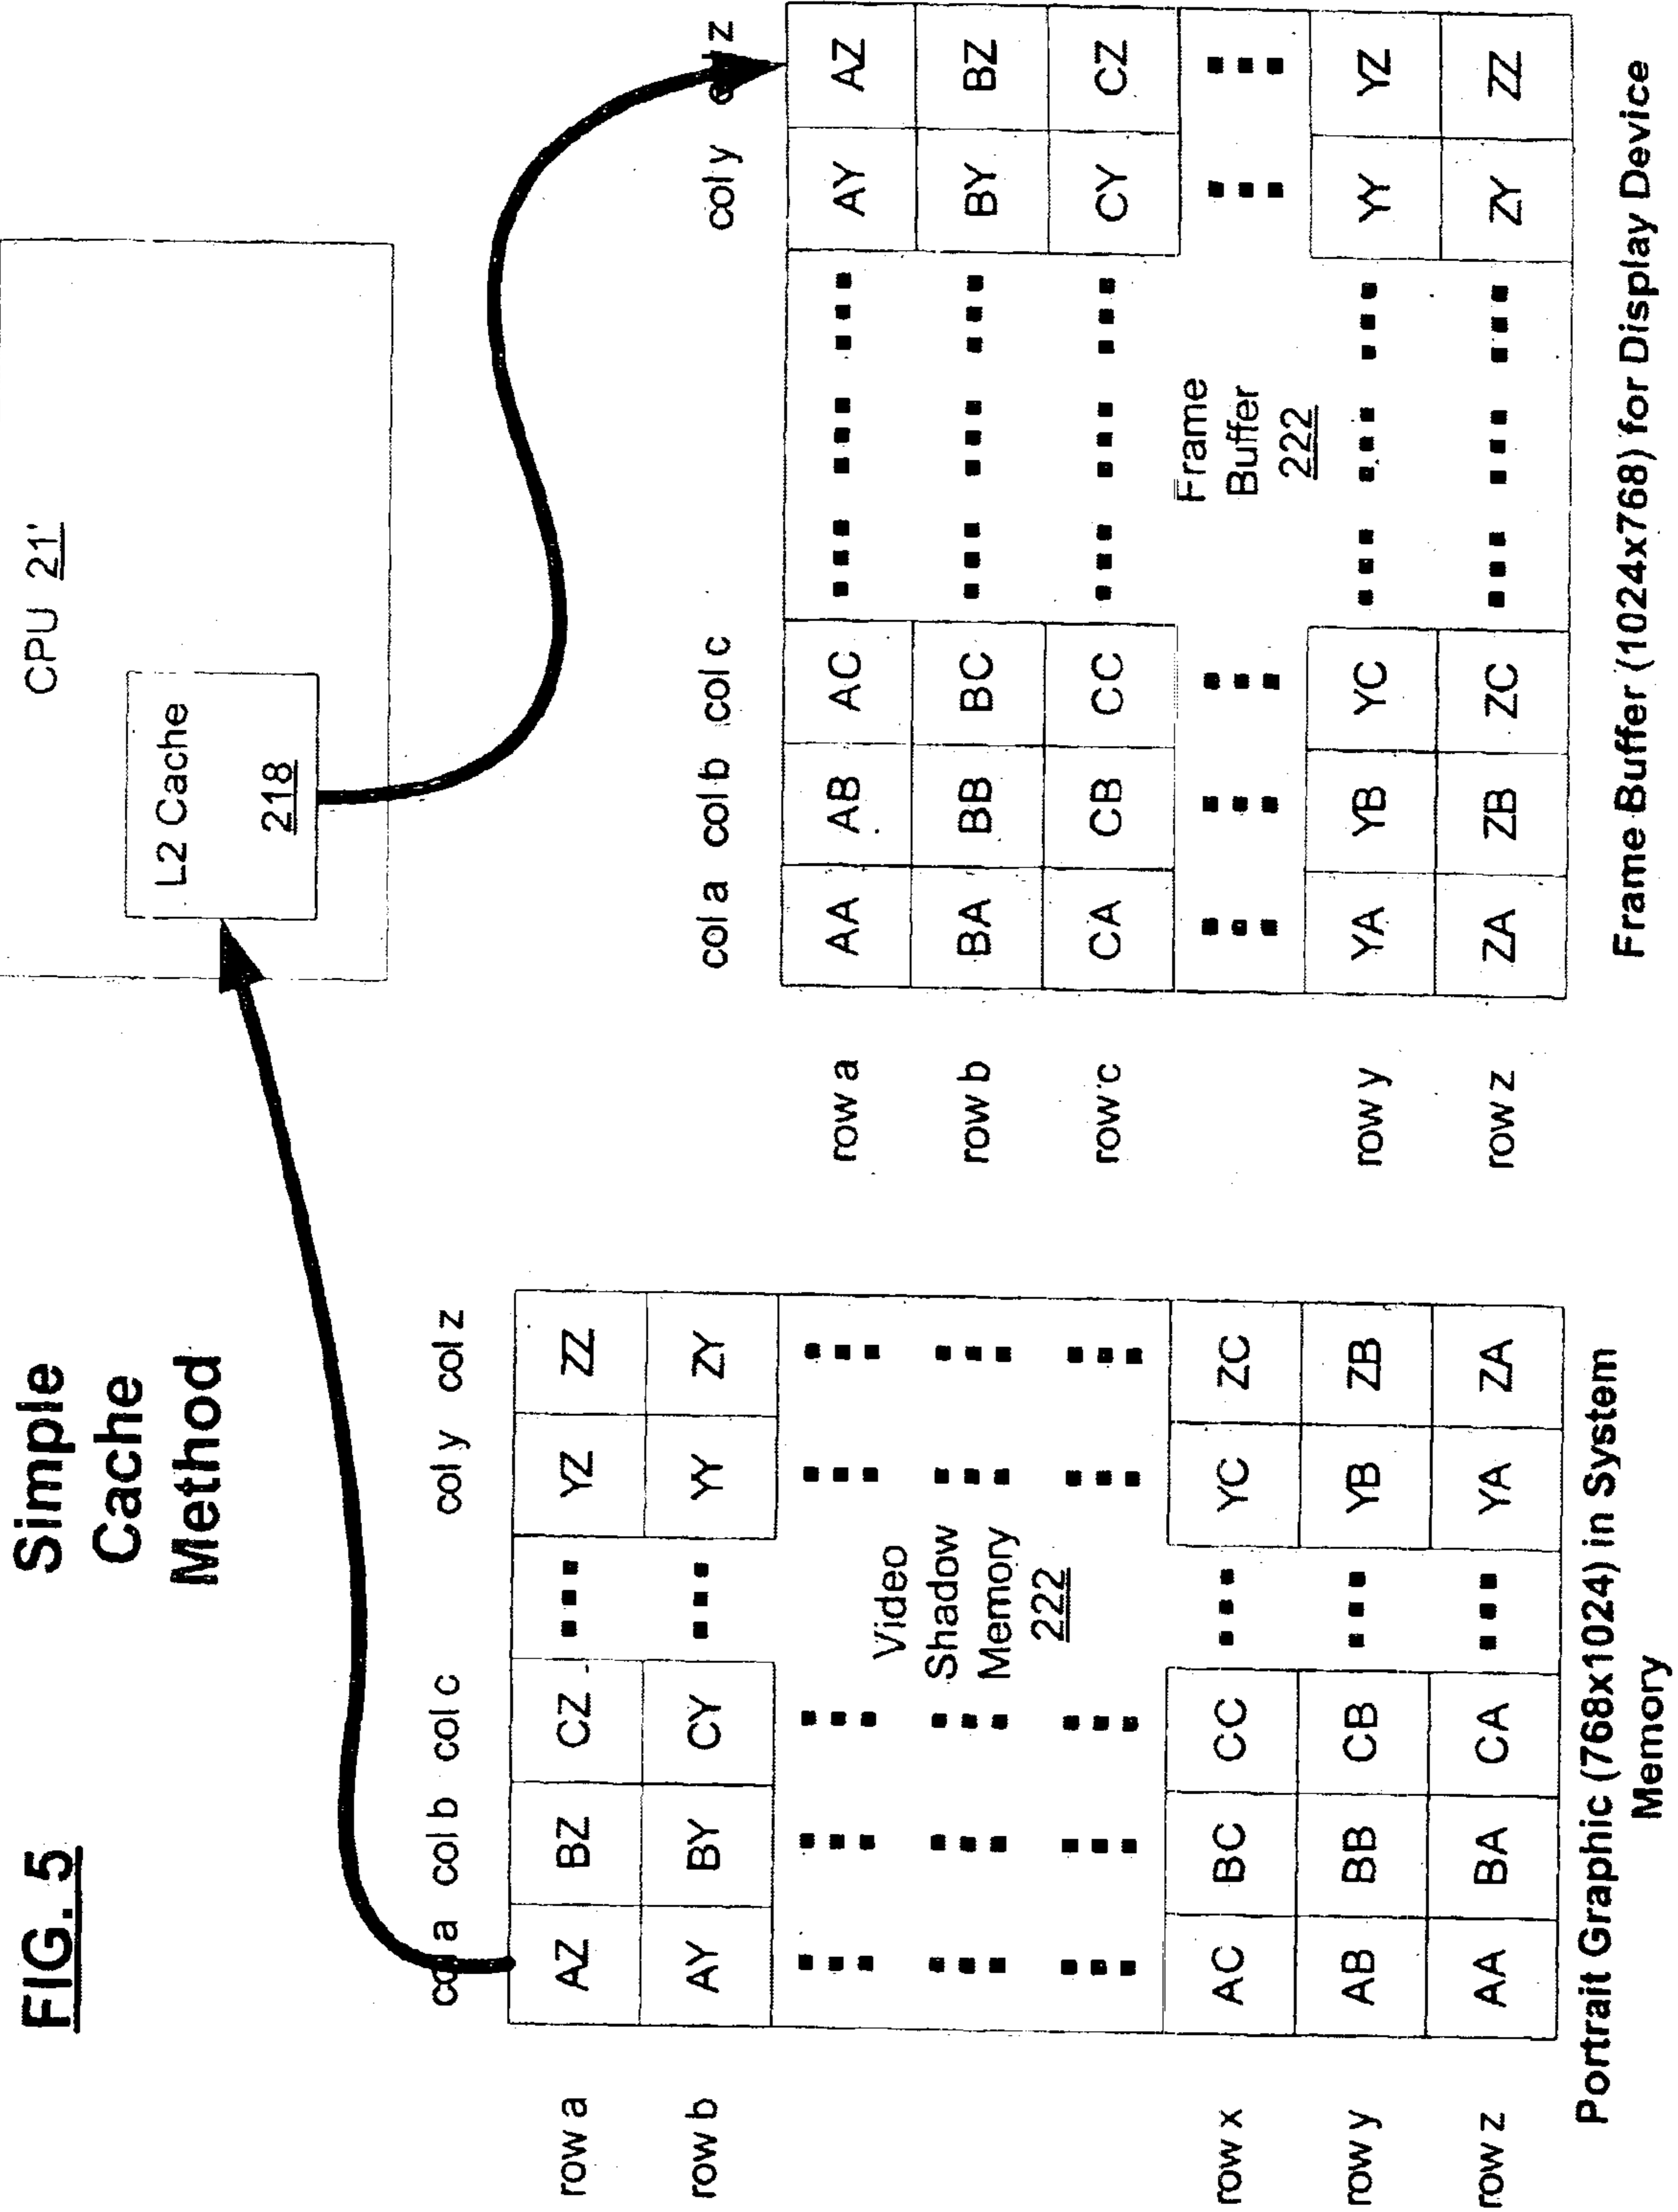 FIG. 5
Simple
Cache
Method
CPU 21'
L2 Cache
218
col b col c col y col z
row a AZ BZ CZ YZ ZZ
row b AY BY CY YY ZY
Video
Shadow
Memory
222
row x AC BC CC YC ZC
row y AB BB CB YB ZB
row z AA BA CA YA ZA
Portrait Graphic (768x1024) in System
Memory
col a col b col c col y
row a AA AB AC AY AZ
row b BA BB BC BY BZ
row c CA CB CC CY CZ
Frame
Buffer
222
row y YA YB YC YY YZ
row z ZA ZB ZC ZY ZZ
Frame Buffer (1024x768) for Display Device